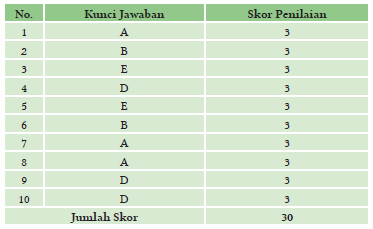 No. Kunci Jawaban Skor Penilaian
1 A 3
2 B 3
3 E 3
4 D 3
5 E 3
6 B 3
7 A 3
8 A 3
9 D 3
10 D 3
Jumlah Skor 30